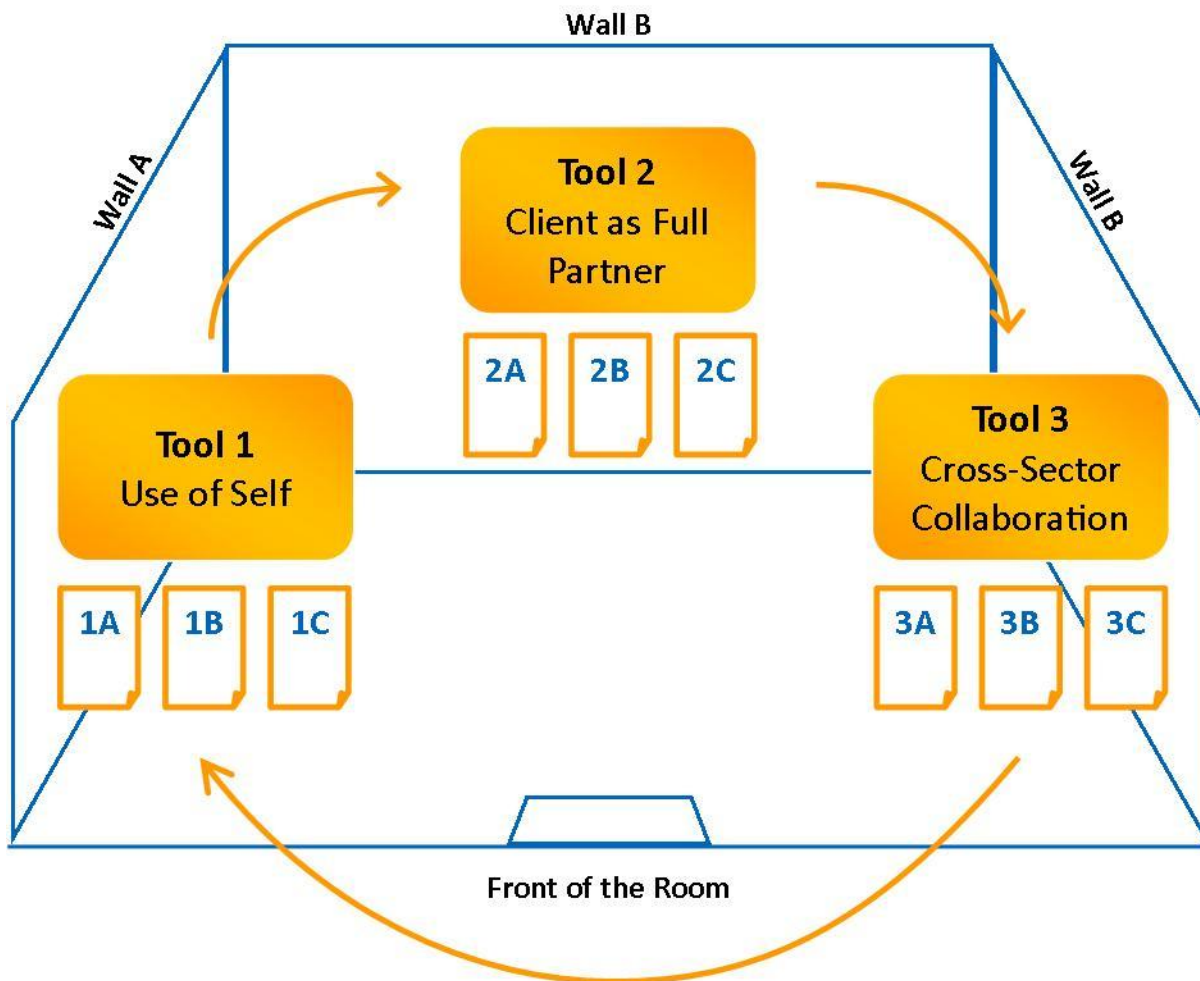 Wall B
Wall A
Wall B
Tool 2
Client as Full
Partner
2A 2B 2C
Tool 1
Use of Self
Tool 3
Cross-Sector
Collaboration
1A 1B 1C
3A 3B 3C
Front of the Room